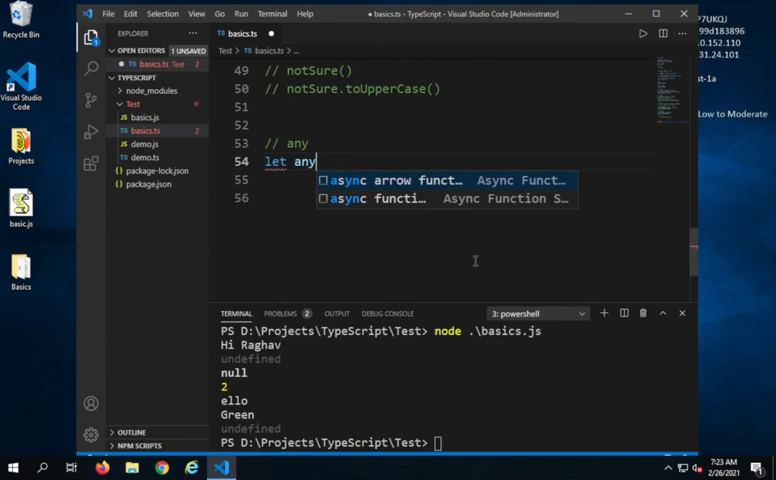 Recycle Bin
Visual Studio
Code
Projects
basic.js
Basics
File Edit Selection View Go Run Terminal Help
● basics.ts - TypeScript - Visual Studio Code [Administrator]
EXPLORER
OPEN EDITORS 1 UNSAVED
● TS basics.ts Test 2
TYPESCRIPT
node_modules
Test
JS basics.js
TS basics.ts 2
JS demo.js
TS demo.ts
package-lock.json
package.json
OUTLINE
NPM SCRIPTS
TS basics.ts ●
Test > TS basics.ts > ...
49 // notSure()
50 // notSure.toUpperCase()
51
52
53 // any
54 let any
55
56
async arrow funct... Async Funct...
async functi... Async Function S...
TERMINAL PROBLEMS 2 OUTPUT DEBUG CONSOLE 3: powershell
PS D:\Projects\TypeScript\Test> node .\basics.js
Hi Raghav
undefined
null
2
ello
Green
undefined
PS D:\Projects\TypeScript\Test>
P7UKQJ
99d183896
0.152.110
31.24.101
st-1a
Low to Moderate
7:23 AM
2/26/2021